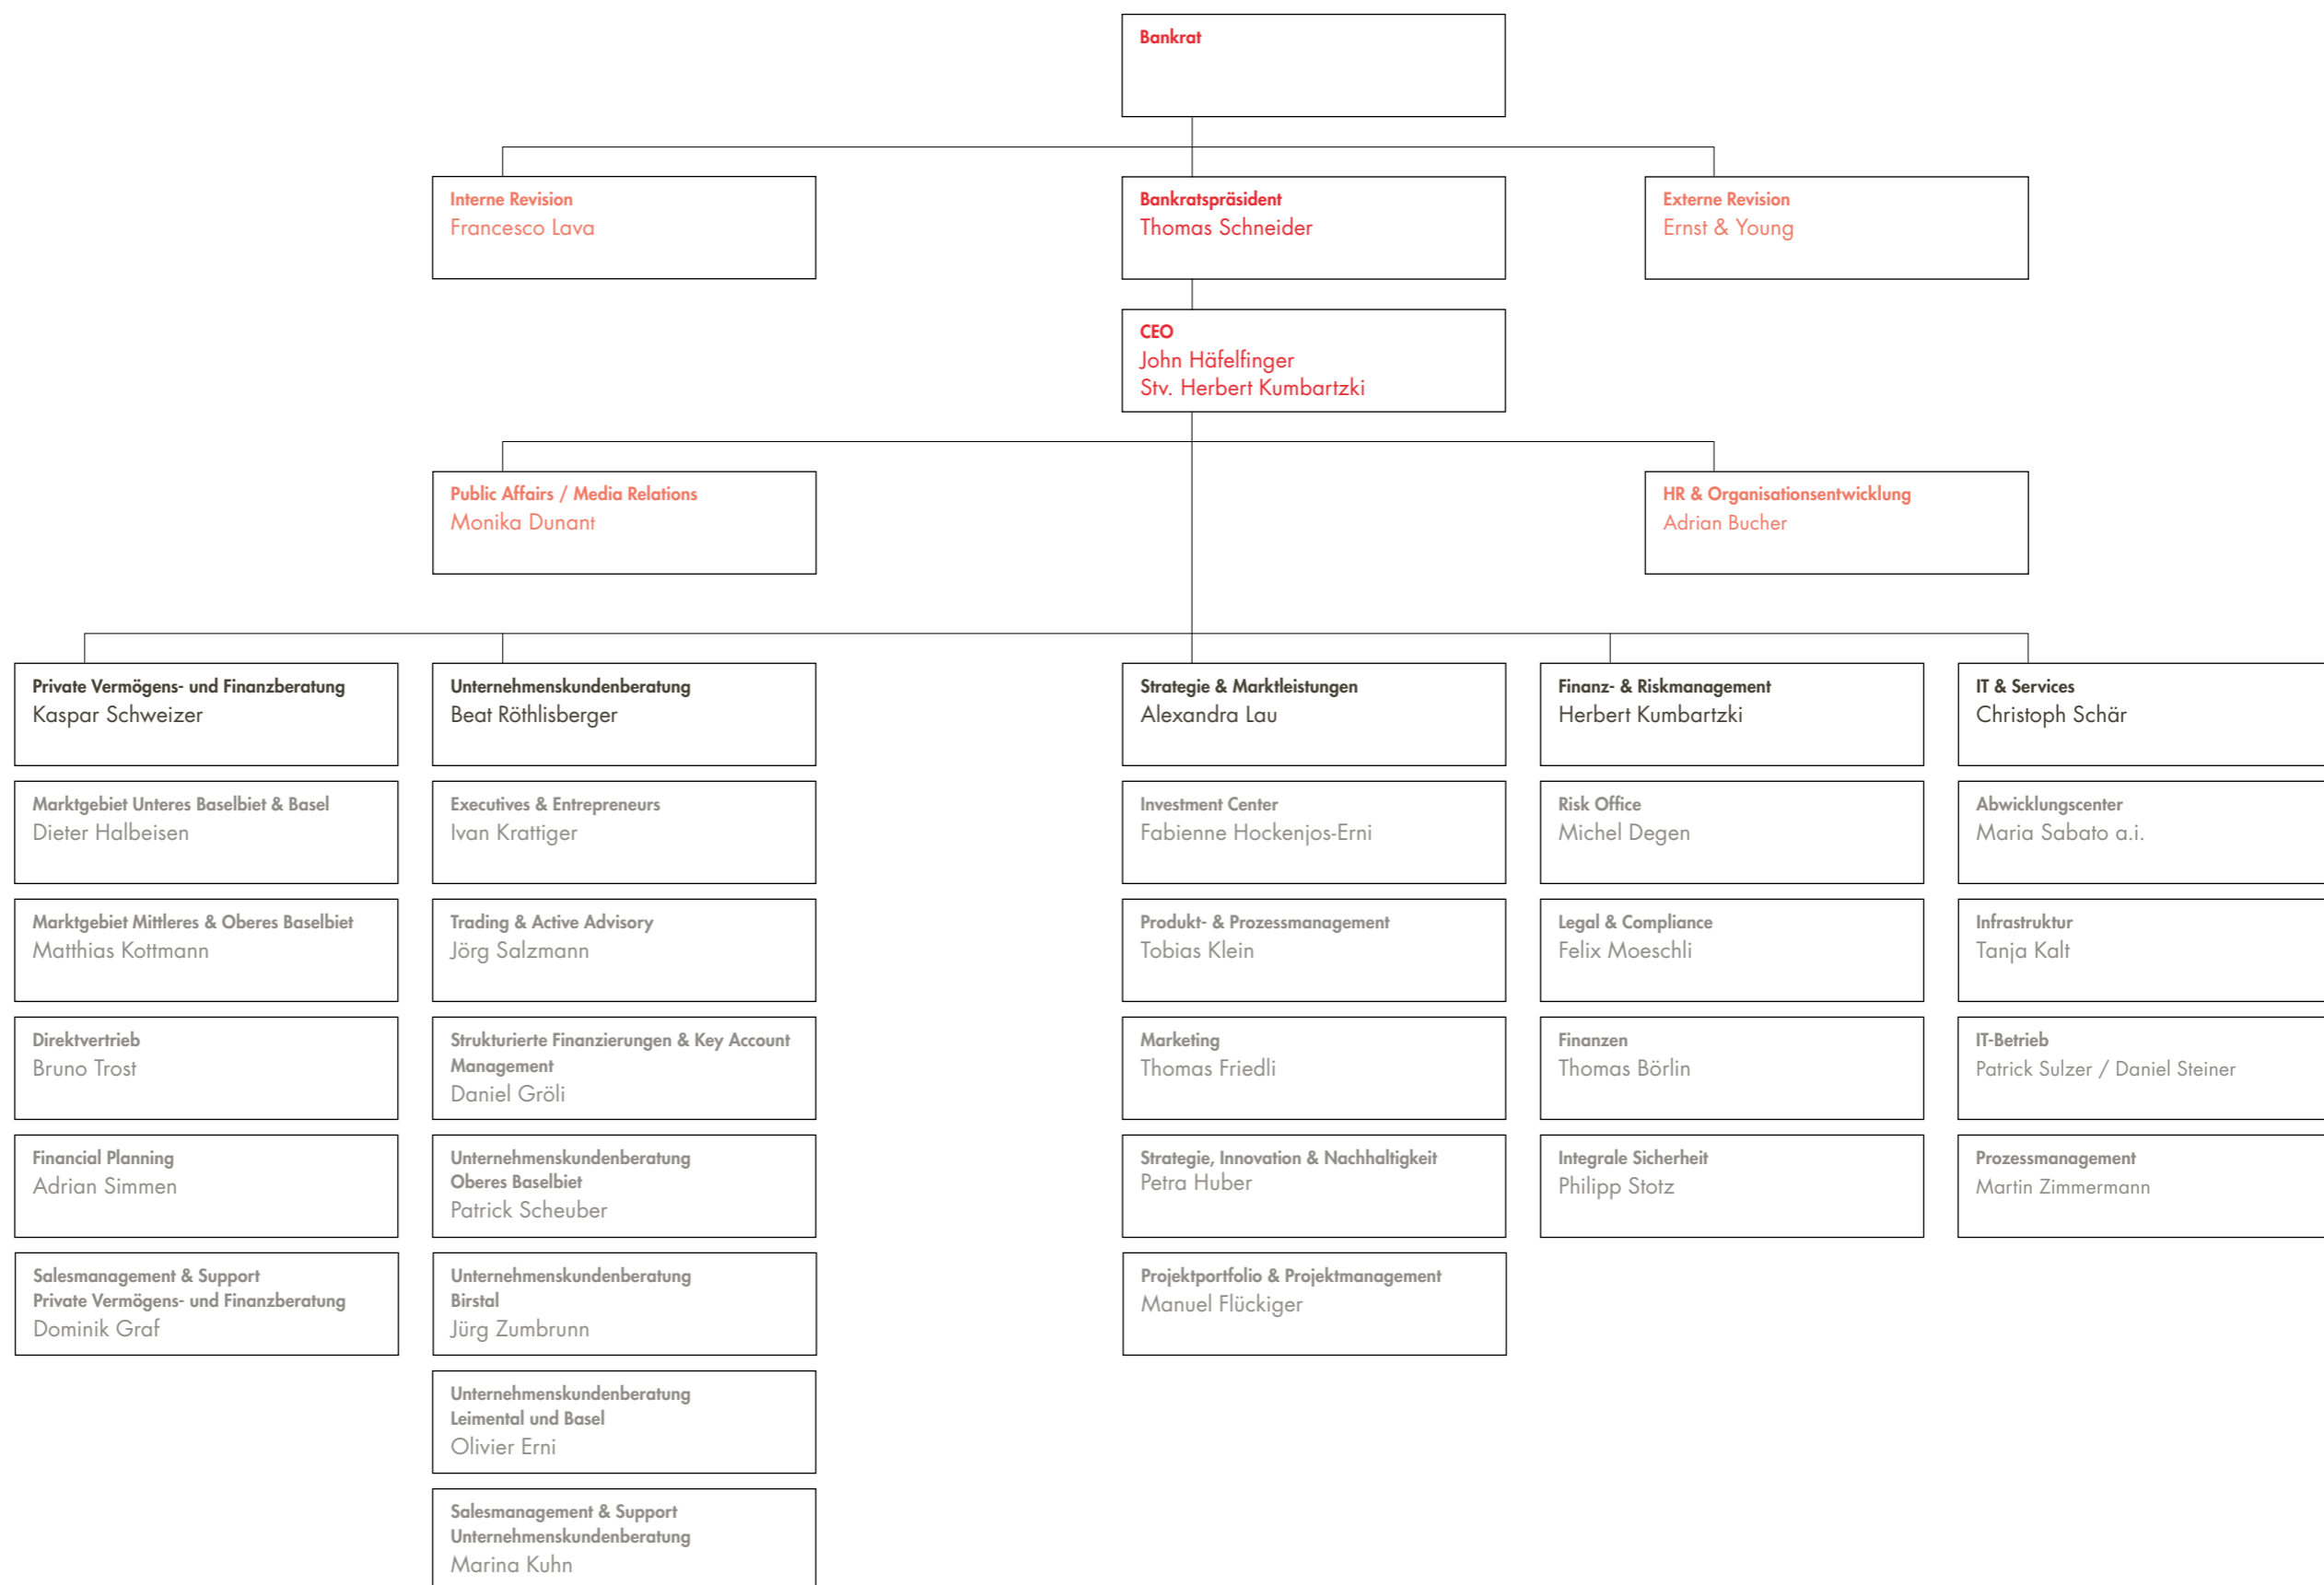 Bankrat
Interne Revision
Francesco Lava
Bankratspräsident
Thomas Schneider
Externe Revision
Ernst & Young
CEO
John Häfelfinger
Stv. Herbert Kumbartzki
Public Affairs / Media Relations
Monika Dunant
HR & Organisationsentwicklung
Adrian Bucher
Private Vermögens- und Finanzberatung
Kaspar Schweizer
Marktgebiet Unteres Baselbiet & Basel
Dieter Halbeisen
Marktgebiet Mittleres & Oberes Baselbiet
Matthias Kottmann
Direktvertrieb
Bruno Trost
Financial Planning
Adrian Simmen
Salesmanagement & Support
Private Vermögens- und Finanzberatung
Dominik Graf
Unternehmenskundenberatung
Beat Röthlisberger
Executives & Entrepreneurs
Ivan Krattiger
Trading & Active Advisory
Jörg Salzmann
Strukturierte Finanzierungen & Key Account
Management
Daniel Gröli
Unternehmenskundenberatung
Oberes Baselbiet
Patrick Scheuber
Unternehmenskundenberatung
Birstal
Jürg Zumbrunn
Unternehmenskundenberatung
Leimental und Basel
Olivier Erni
Salesmanagement & Support
Unternehmenskundenberatung
Marina Kuhn
Strategie & Marktleistungen
Alexandra Lau
Investment Center
Fabienne Hockenjos-Erni
Produkt- & Prozessmanagement
Tobias Klein
Marketing
Thomas Friedli
Strategie, Innovation & Nachhaltigkeit
Petra Huber
Projektportfolio & Projektmanagement
Manuel Flückiger
Finanz- & Riskmanagement
Herbert Kumbartzki
Risk Office
Michel Degen
Legal & Compliance
Felix Moeschli
Finanzen
Thomas Börlin
Integrale Sicherheit
Philipp Stotz
IT & Services
Christoph Schär
Abwicklungscenter
Maria Sabato a.i.
Infrastruktur
Tanja Kalt
IT-Betrieb
Patrick Sulzer / Daniel Steiner
Prozessmanagement
Martin Zimmermann